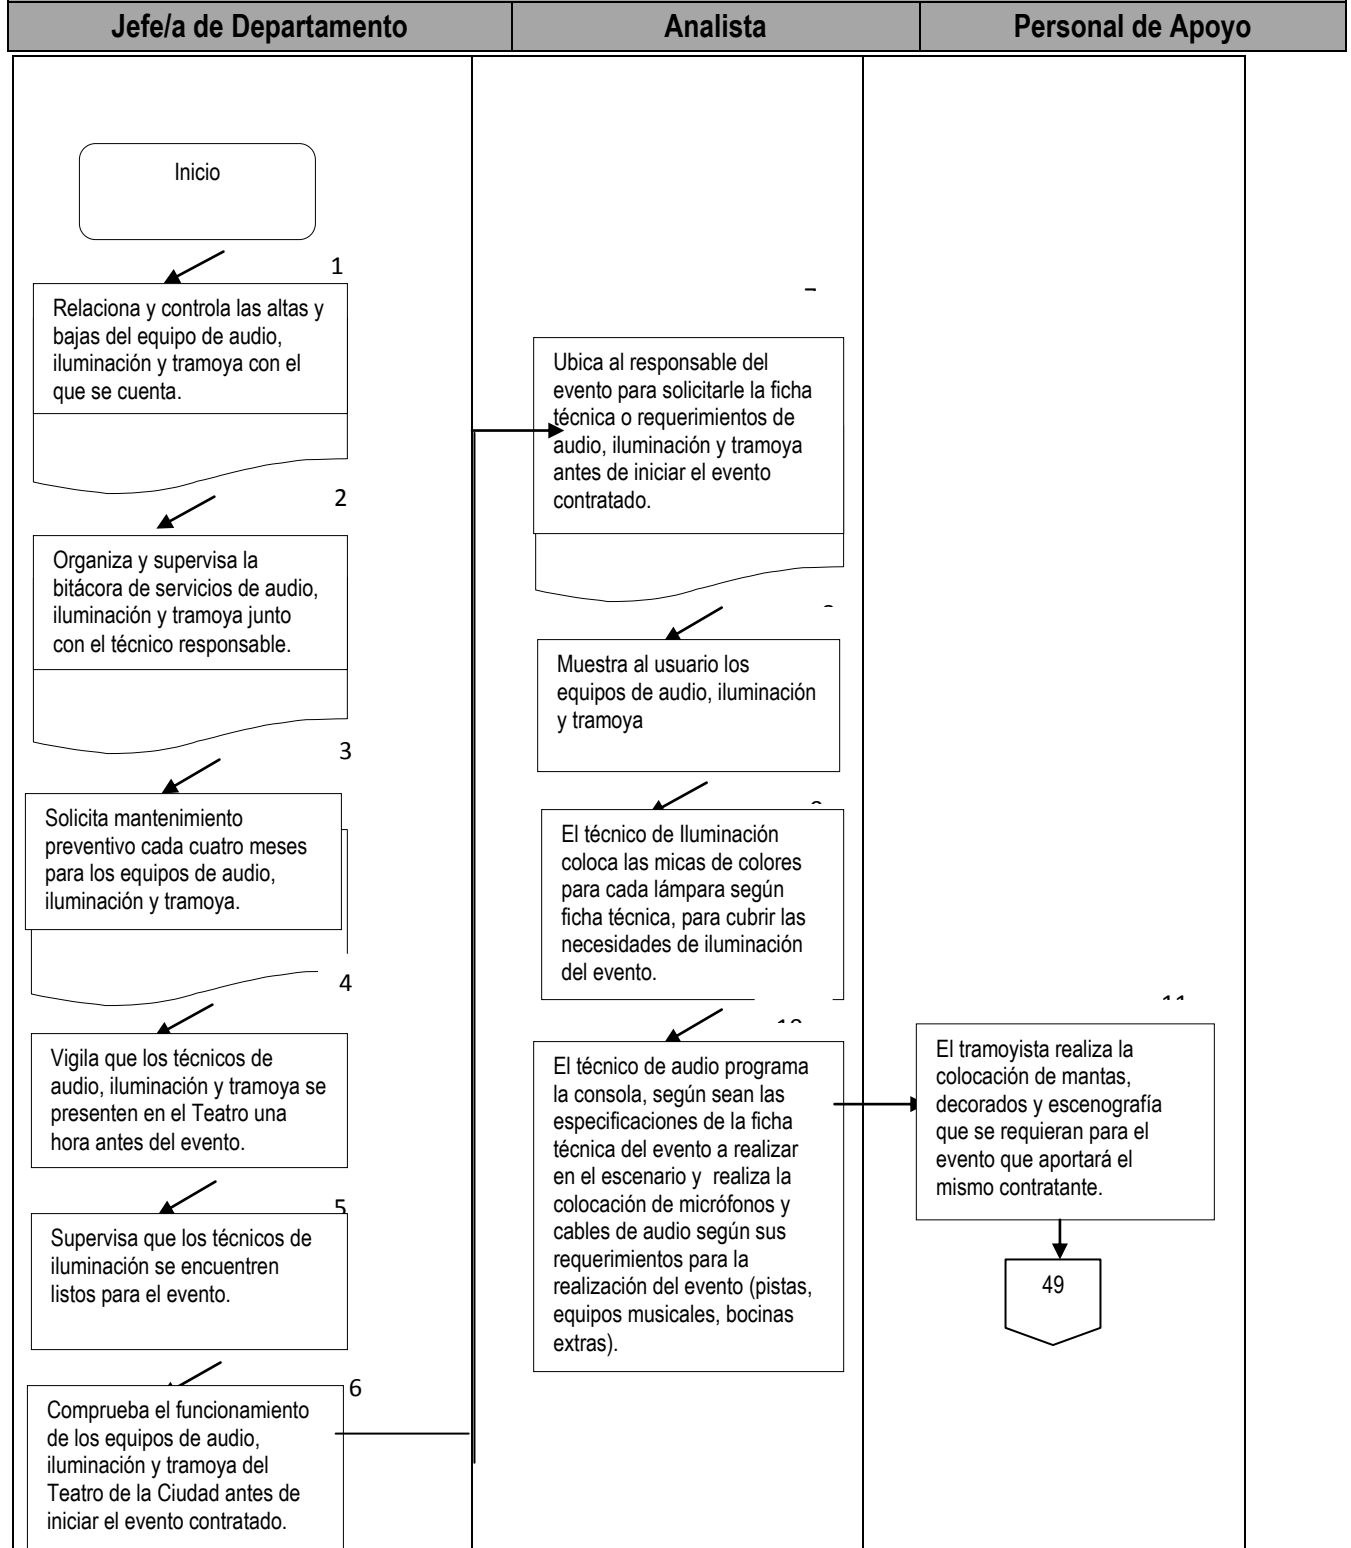 Jefe/a de Departamento
Analista
Personal de Apoyo
Inicio
1
Relaciona y controla las altas y
bajas del equipo de audio,
iluminación y tramoya con el
que se cuenta.
2
Organiza y supervisa la
bitácora de servicios de audio,
iluminación y tramoya junto
con el técnico responsable.
3
Solicita mantenimiento
preventivo cada cuatro meses
para los equipos de audio,
iluminación y tramoya.
4
Vigila que los técnicos de
audio, iluminación y tramoya se
presenten en el Teatro una
hora antes del evento.
5
Supervisa que los técnicos de
iluminación se encuentren
listos para el evento.
6
Comprueba el funcionamiento
de los equipos de audio,
iluminación y tramoya del
Teatro de la Ciudad antes de
iniciar el evento contratado.
Ubica al responsable del
evento para solicitarle la ficha
técnica o requerimientos de
audio, iluminación y tramoya
antes de iniciar el evento
contratado.
Muestra al usuario los
equipos de audio, iluminación
y tramoya
El técnico de Iluminación
coloca las micas de colores
para cada lámpara según
ficha técnica, para cubrir las
necesidades de iluminación
del evento.
El técnico de audio programa
la consola, según sean las
especificaciones de la ficha
técnica del evento a realizar
en el escenario y realiza la
colocación de micrófonos y
cables de audio según sus
requerimientos para la
realización del evento (pistas,
equipos musicales, bocinas
extras).
El tramoyista realiza la
colocación de mantas,
decorados y escenografía
que se requieran para el
evento que aportará el
mismo contratante.
49